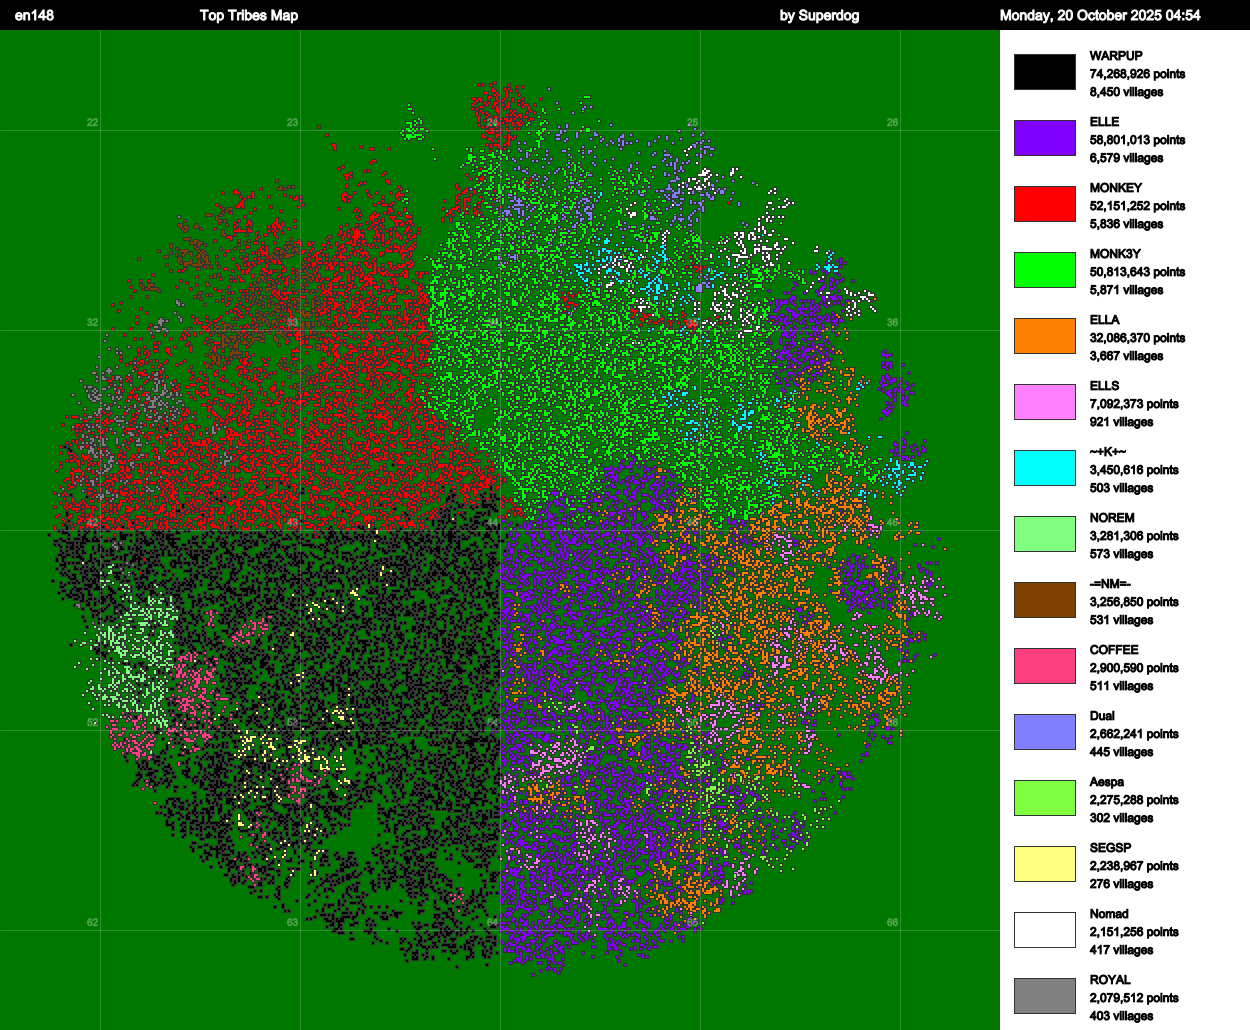 en148 Top Tribes Map by Superdog Monday, 20 October 2025 04:54
WARPUP
74,268,926 points
8,450 villages
ELLE
58,801,013 points
6,579 villages
MONKEY
52,151,252 points
5,836 villages
MONK3Y
50,813,643 points
5,871 villages
ELLA
32,086,370 points
3,667 villages
ELLS
7,092,373 points
921 villages
~+K+~
3,450,616 points
503 villages
NOREM
3,281,306 points
573 villages
-=NM=-
3,256,850 points
531 villages
COFFEE
2,900,590 points
511 villages
Dual
2,662,241 points
445 villages
Aespa
2,275,288 points
302 villages
SEGSP
2,238,967 points
276 villages
Nomad
2,151,256 points
417 villages
ROYAL
2,079,512 points
403 villages
22 23 24 25 26
32 33 36
42 43 44 46
52 53 54
62 63 64 65 66